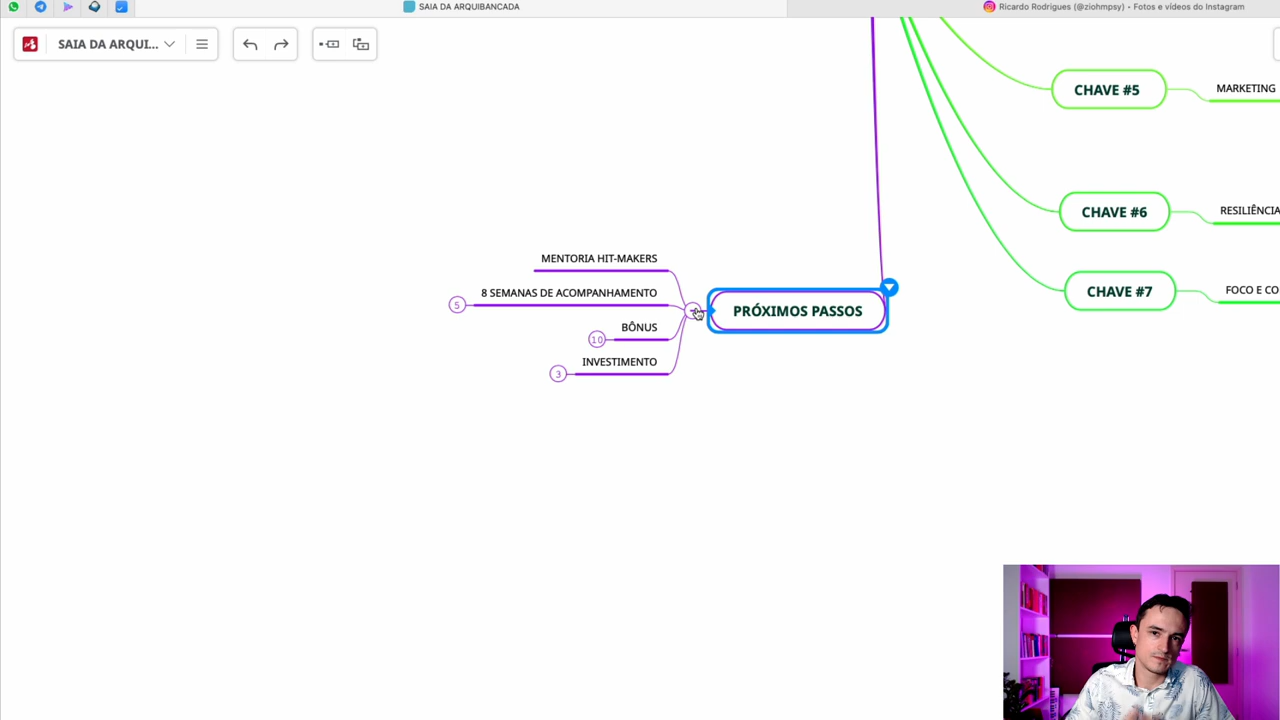 SAIA DA ARQUIBANCADA
Ricardo Rodrigues (@ziohmpsy) • Fotos e vídeos do Instagram
SAIA DA ARQUI...
CHAVE #5
MARKETING
CHAVE #6
RESILIÊNCIA
MENTORIA HIT-MAKERS
8 SEMANAS DE ACOMPANHAMENTO
5
BÔNUS
10
INVESTIMENTO
3
PRÓXIMOS PASSOS
CHAVE #7
FOCO E CO